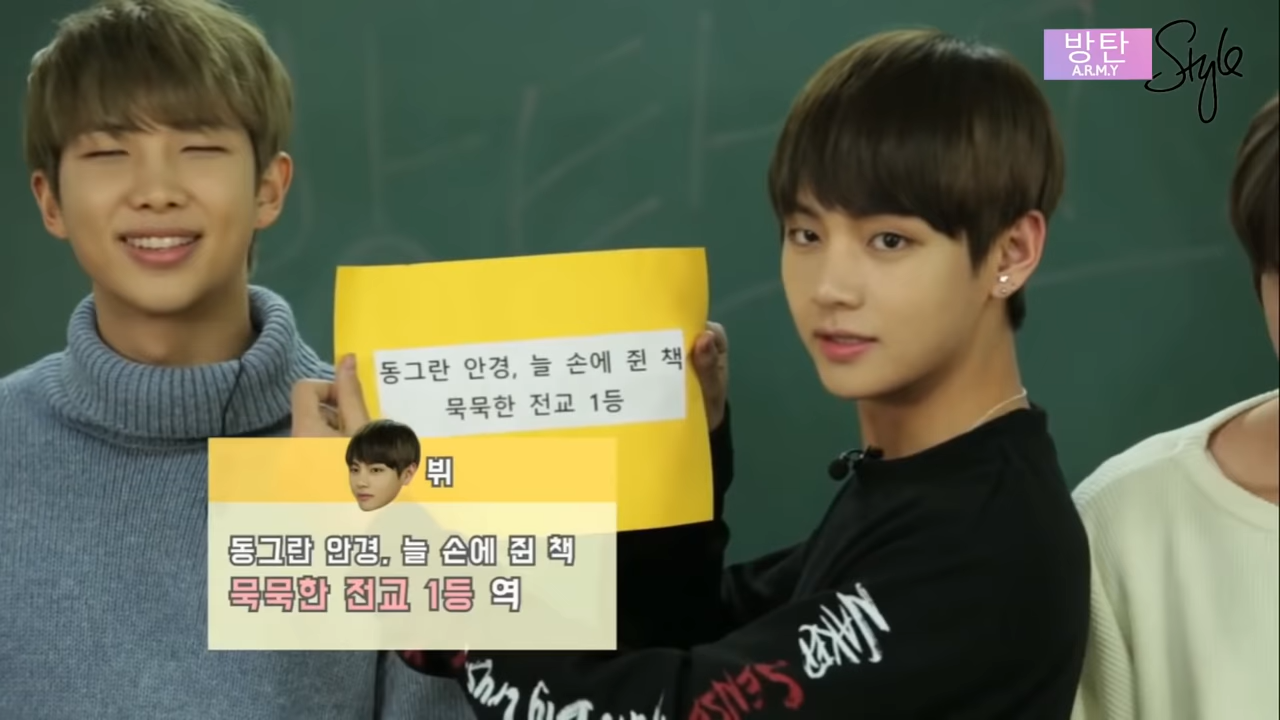 방탄
A.R.M.Y
Style
동그란 안경, 늘 손에 쥔 책
묵묵한 전교 1등
뷔
동그란 안경, 늘 손에 쥔 책
묵묵한 전교 1등 역
NAKED